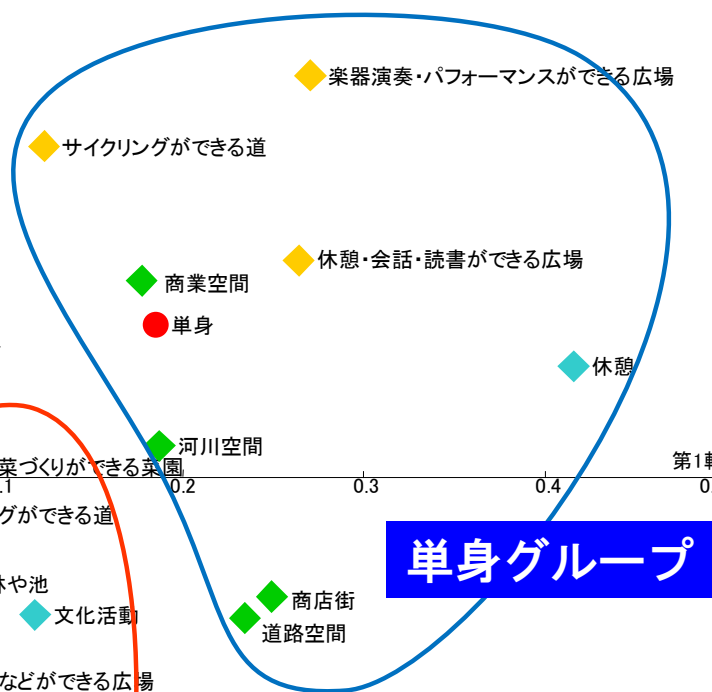 楽器演奏・パフォーマンスができる広場
サイクリングができる道
休憩・会話・読書ができる広場
商業空間
単身
休憩
河川空間
菜づくりができる菜園
第1軸
0.2
0.3
0.4
グができる道
単身グループ
林や池
商店街
文化活動
道路空間
などができる広場